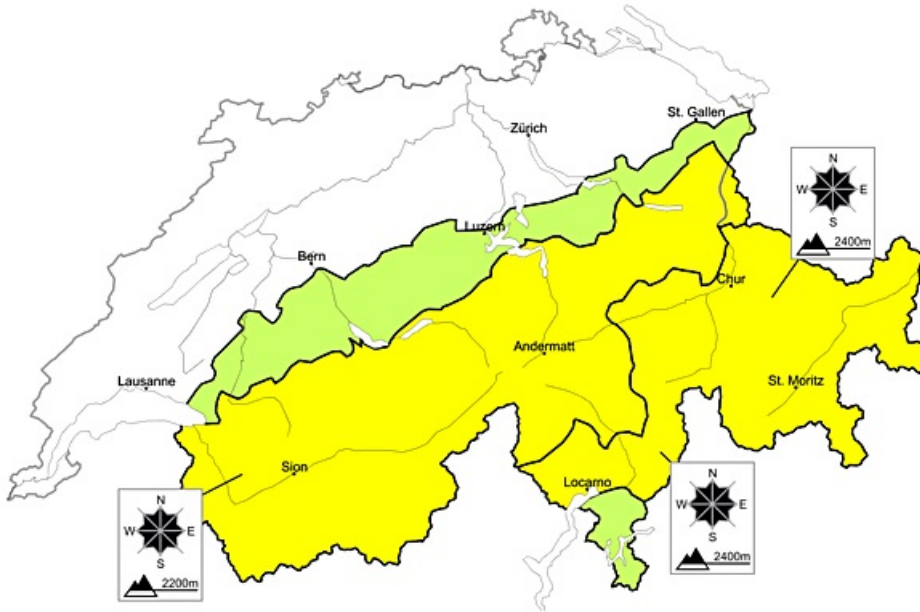 St. Gallen
Zürich
N
W E
S
2400m
Luzern
Bern
Chur
Andermatt
Lausanne
St. Moritz
Sion
Locarno
N
W E
S
2400m
N
W E
S
2200m